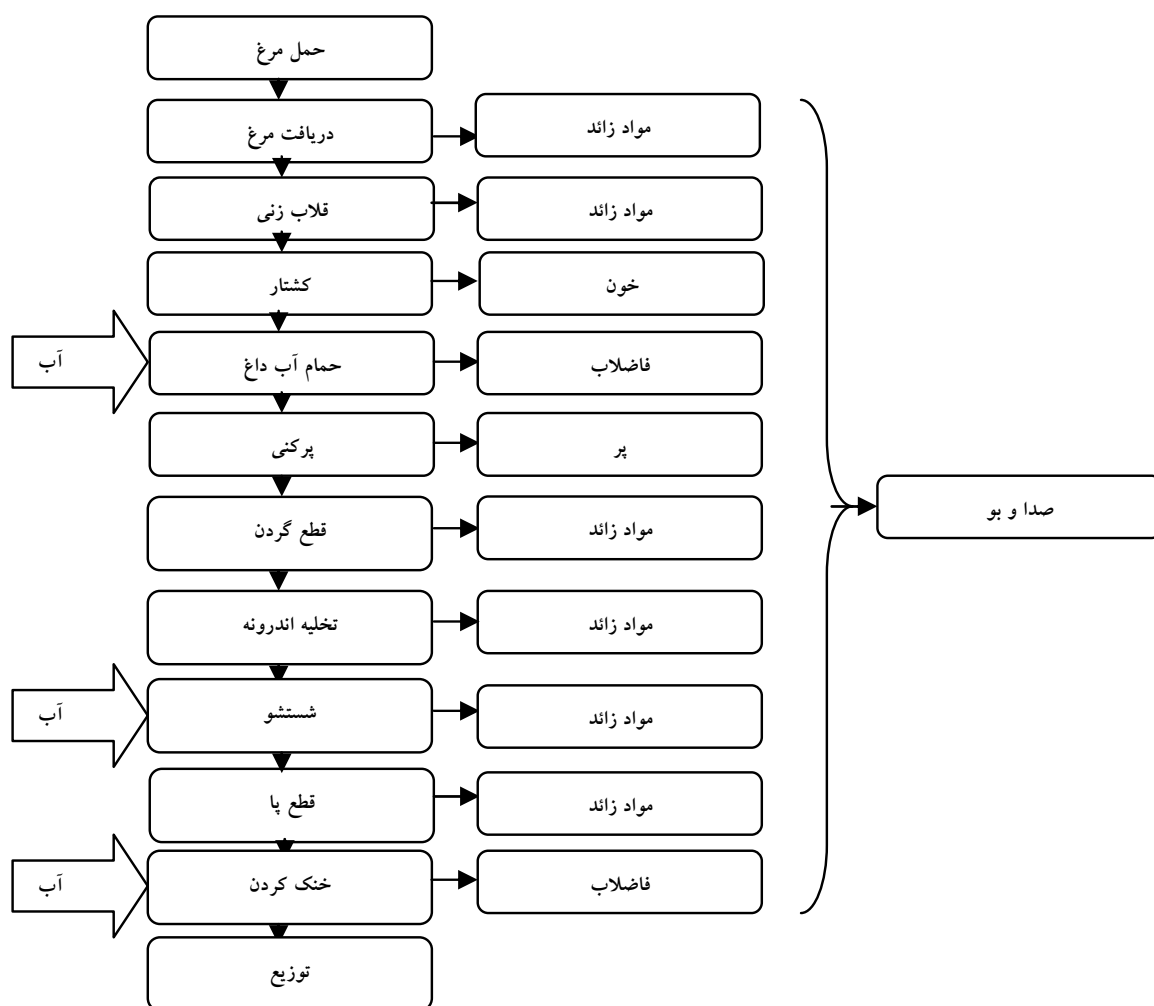 حمل مرغ
دریافت مرغ
مواد زائد
قلاب زنی
مواد زائد
کشتار
خون
آب
حمام آب داغ
فاضلاب
پرکنی
پر
صدا و بو
قطع گردن
مواد زائد
تخلیه اندرونه
مواد زائد
آب
شستشو
مواد زائد
قطع پا
مواد زائد
آب
خنک کردن
فاضلاب
توزیع